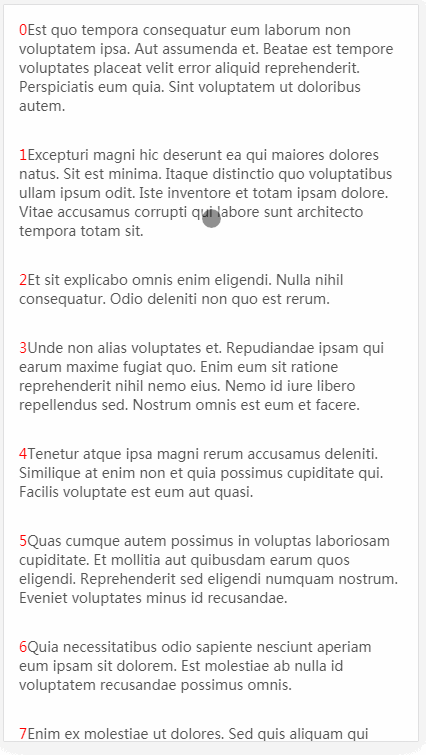 0Est quo tempora consequatur eum laborum non
voluptatem ipsa. Aut assumenda et. Beatae est tempore
voluptates placeat velit error aliquid reprehenderit.
Perspiciatis eum quia. Sint voluptatem ut doloribus
autem.
1Excepturi magni hic deserunt ea qui maiores dolores
natus. Sit est minima. Itaque distinctio quo voluptatibus
ullam ipsum odit. Iste inventore et totam ipsam dolore.
Vitae accusamus corrupti qui labore sunt architecto
tempora totam sit.
2Et sit explicabo omnis enim eligendi. Nulla nihil
consequatur. Odio deleniti non quo est rerum.
3Unde non alias voluptates et. Repudiandae ipsam qui
earum maxime fugiat quo. Enim eum sit ratione
reprehenderit nihil nemo eius. Nemo id iure libero
repellendus sed. Nostrum omnis est eum et facere.
4Tenetur atque ipsa magni rerum accusamus deleniti.
Similique at enim non et quia possimus cupiditate qui.
Facilis voluptate est eum aut quasi.
5Quas cumque autem possimus in voluptas laboriosam
cupiditate. Et mollitia aut quibusdam earum quos
eligendi. Reprehenderit sed eligendi numquam nostrum.
Eveniet voluptates minus id recusandae.
6Quia necessitatibus odio sapiente nesciunt aperiam
eum ipsam sit dolorem. Est molestiae ab nulla id
voluptatem recusandae possimus omnis.
7Enim ex molestiae ut dolores. Sed quis aliquam qui